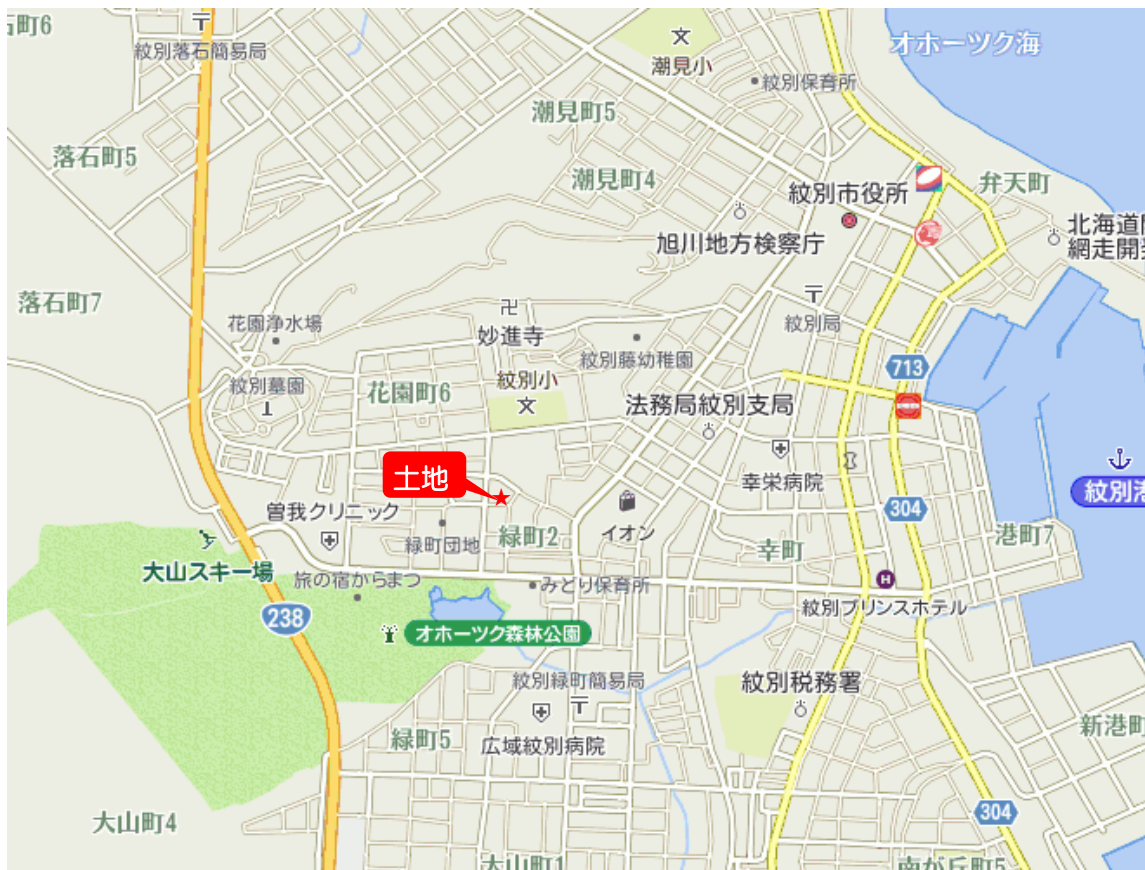 石町6
紋別落石簡易局
オホーツク海
潮見小
紋別保育所
潮見町5
落石町5
潮見町4
弁天町
紋別市役所
旭川地方検察庁
北海道開
網走開発
落石町7
花園浄水場
妙進寺
紋別局
紋別藤幼稚園
713
紋別小
紋別墓園
花園町6
法務局紋別支局
土地
幸栄病院
紋別港
304
曽我クリニック
緑町団地
緑町2
イオン
幸町
港町7
大山スキー場
旅の宿からまつ
みどり保育所
紋別プリンスホテル
H
238
オホーツク森林公園
紋別緑町簡易局
紋別税務署
緑町5
広域紋別病院
新港町
304
大山町4
大山町1
南が丘町5